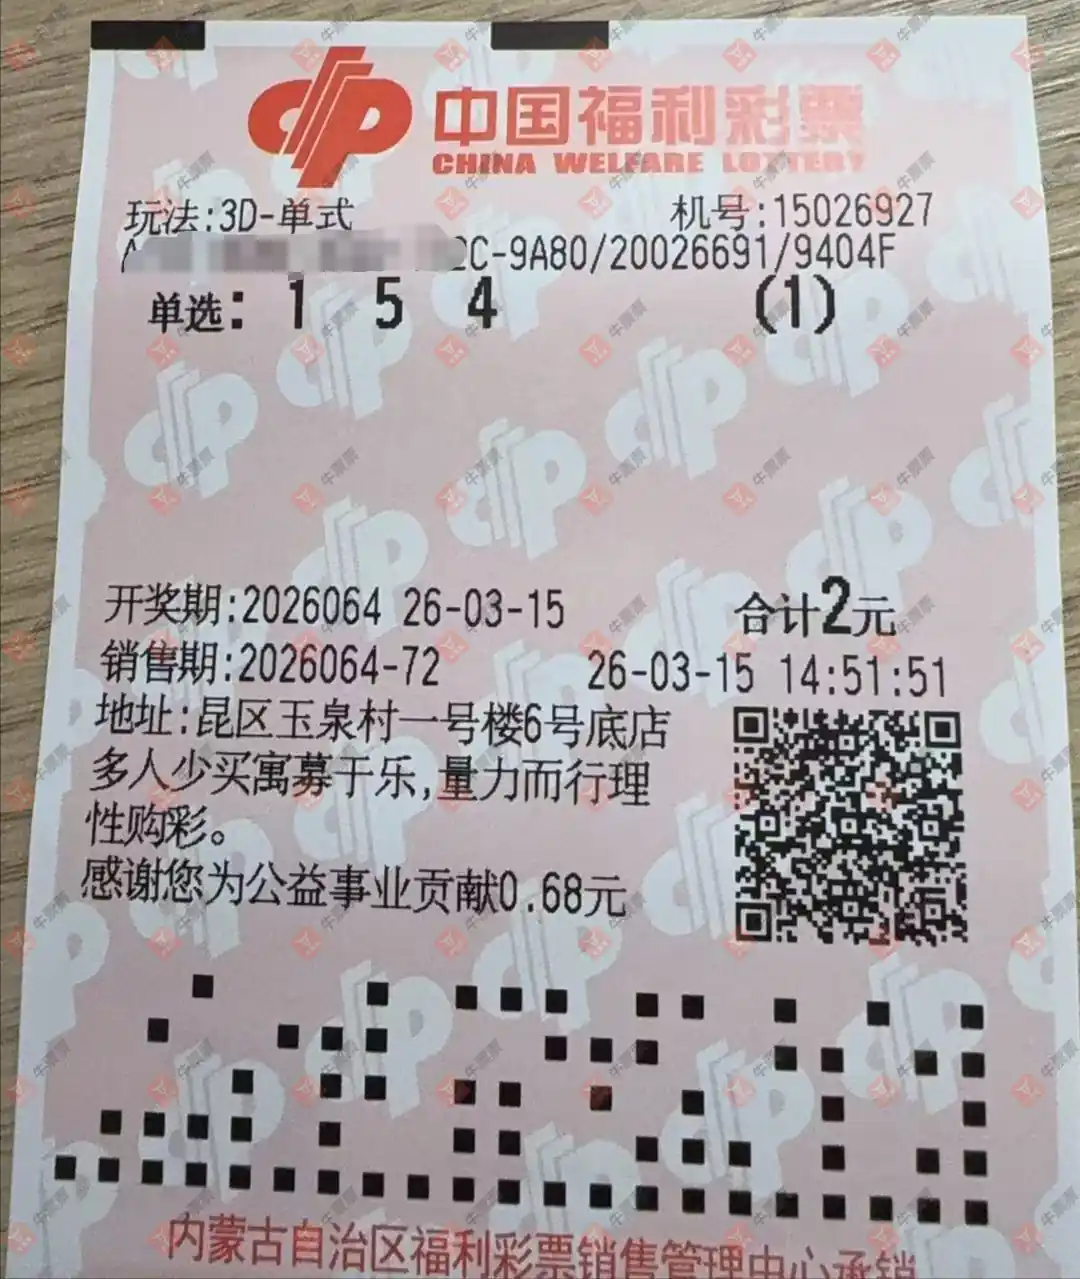 中国福利彩票
CHINA WELFARE LOTTERY
玩法:3D-单式 机号:15026927
2C-9A80/20026691/9404F
单选: 1 5 4 (1)
开奖期:2026064 26-03-15 合计2元
销售期:2026064-72 26-03-15 14:51:51
地址:昆区玉泉村一号楼6号底店
多人少买寓募于乐,量力而行理
性购彩。
感谢您为公益事业贡献0.68元
内蒙古自治区福利彩票销售管理中心承销
牛票票